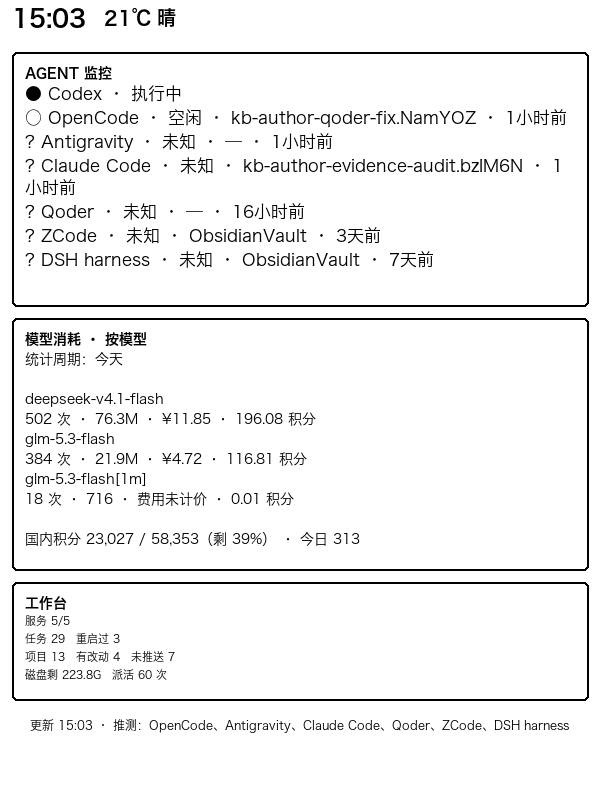 15:03 21℃ 晴
AGENT 监控
● Codex · 执行中
○ OpenCode · 空闲 · kb-author-qoder-fix.NamYOZ · 1小时前
? Antigravity · 未知 · — · 1小时前
? Claude Code · 未知 · kb-author-evidence-audit.bzlM6N · 1
小时前
? Qoder · 未知 · — · 16小时前
? ZCode · 未知 · ObsidianVault · 3天前
? DSH harness · 未知 · ObsidianVault · 7天前
模型消耗 · 按模型
统计周期：今天
deepseek-v4.1-flash
502 次 · 76.3M · ¥11.85 · 196.08 积分
glm-5.3-flash
384 次 · 21.9M · ¥4.72 · 116.81 积分
glm-5.3-flash[1m]
18 次 · 716 · 费用未计价 · 0.01 积分
国内积分 23,027 / 58,353（剩 39%） · 今日 313
工作台
服务 5/5
任务 29 重启过 3
项目 13 有改动 4 未推送 7
磁盘剩 223.8G 派活 60 次
更新 15:03 · 推测：OpenCode、Antigravity、Claude Code、Qoder、ZCode、DSH harness